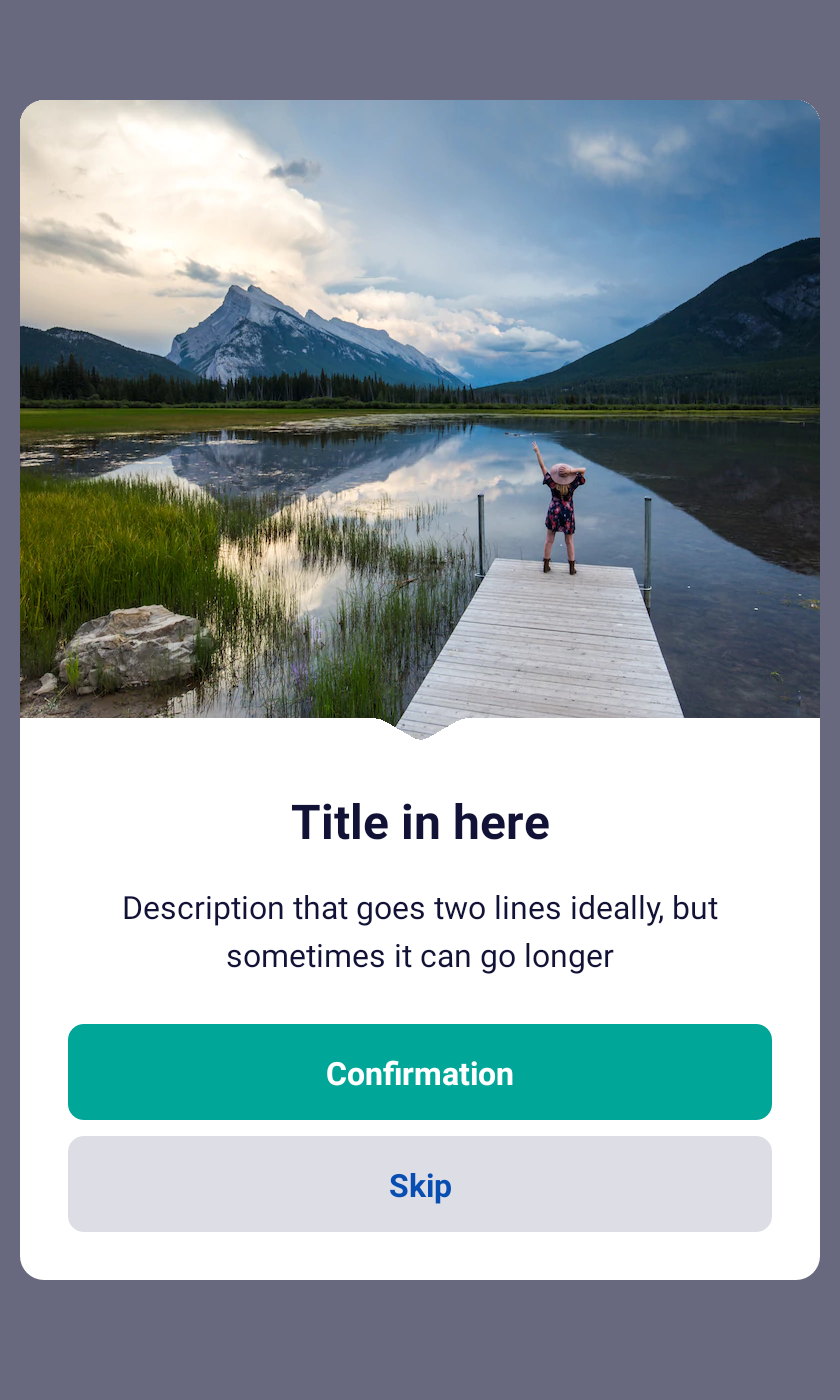 Title in here
Description that goes two lines ideally, but
sometimes it can go longer
Confirmation
Skip